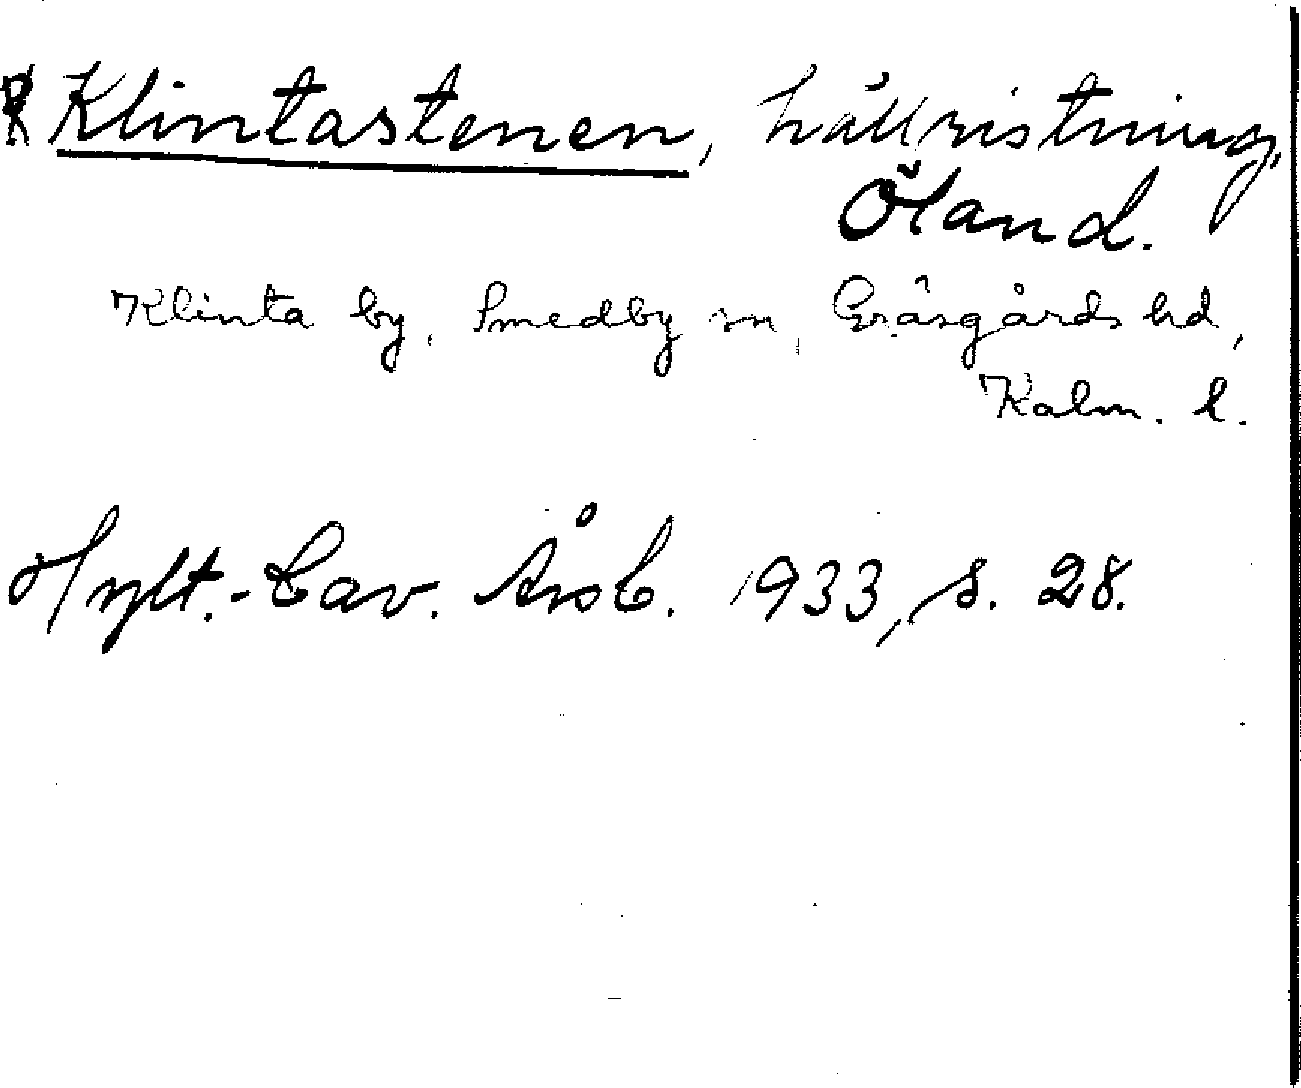 Klintastenen, hällristning,
Öland.
Klinta by, Smedby sn, Gräsgårds hd,
Kalm. l.
Hylt.-Cav. Årsb. 1933, s. 28.